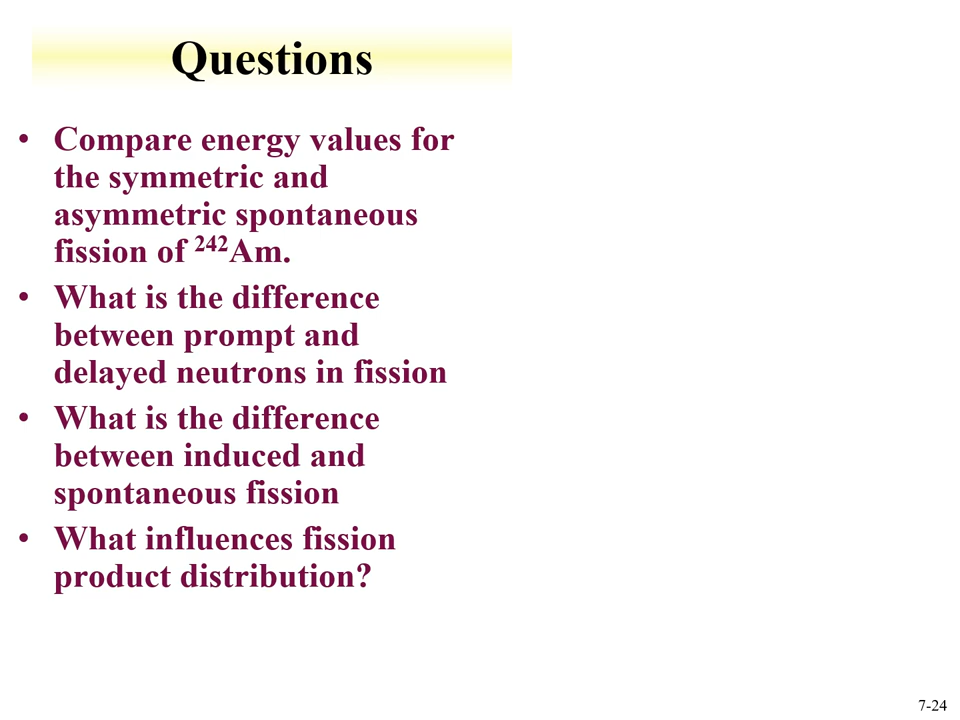 Questions
• Compare energy values for
the symmetric and
asymmetric spontaneous
fission of ²⁴²Am.
• What is the difference
between prompt and
delayed neutrons in fission
• What is the difference
between induced and
spontaneous fission
• What influences fission
product distribution?
7-24